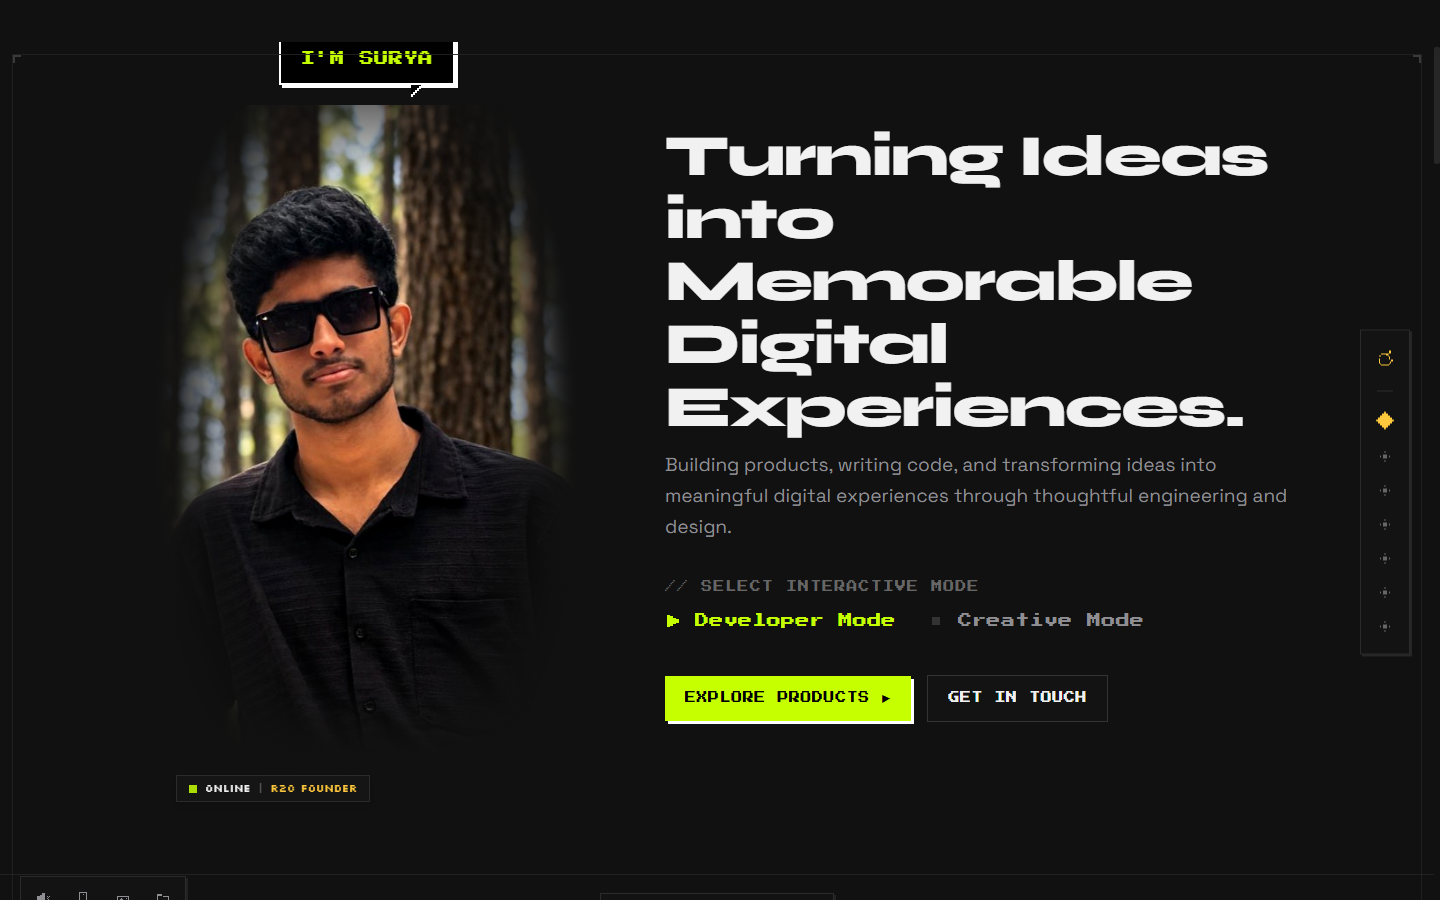 I'M SURYA
Turning Ideas
into
Memorable
Digital
Experiences.
Building products, writing code, and transforming ideas into
meaningful digital experiences through thoughtful engineering and
design.
// SELECT INTERACTIVE MODE
▶ Developer Mode ■ Creative Mode
EXPLORE PRODUCTS ▶ GET IN TOUCH
ONLINE | R2O FOUNDER